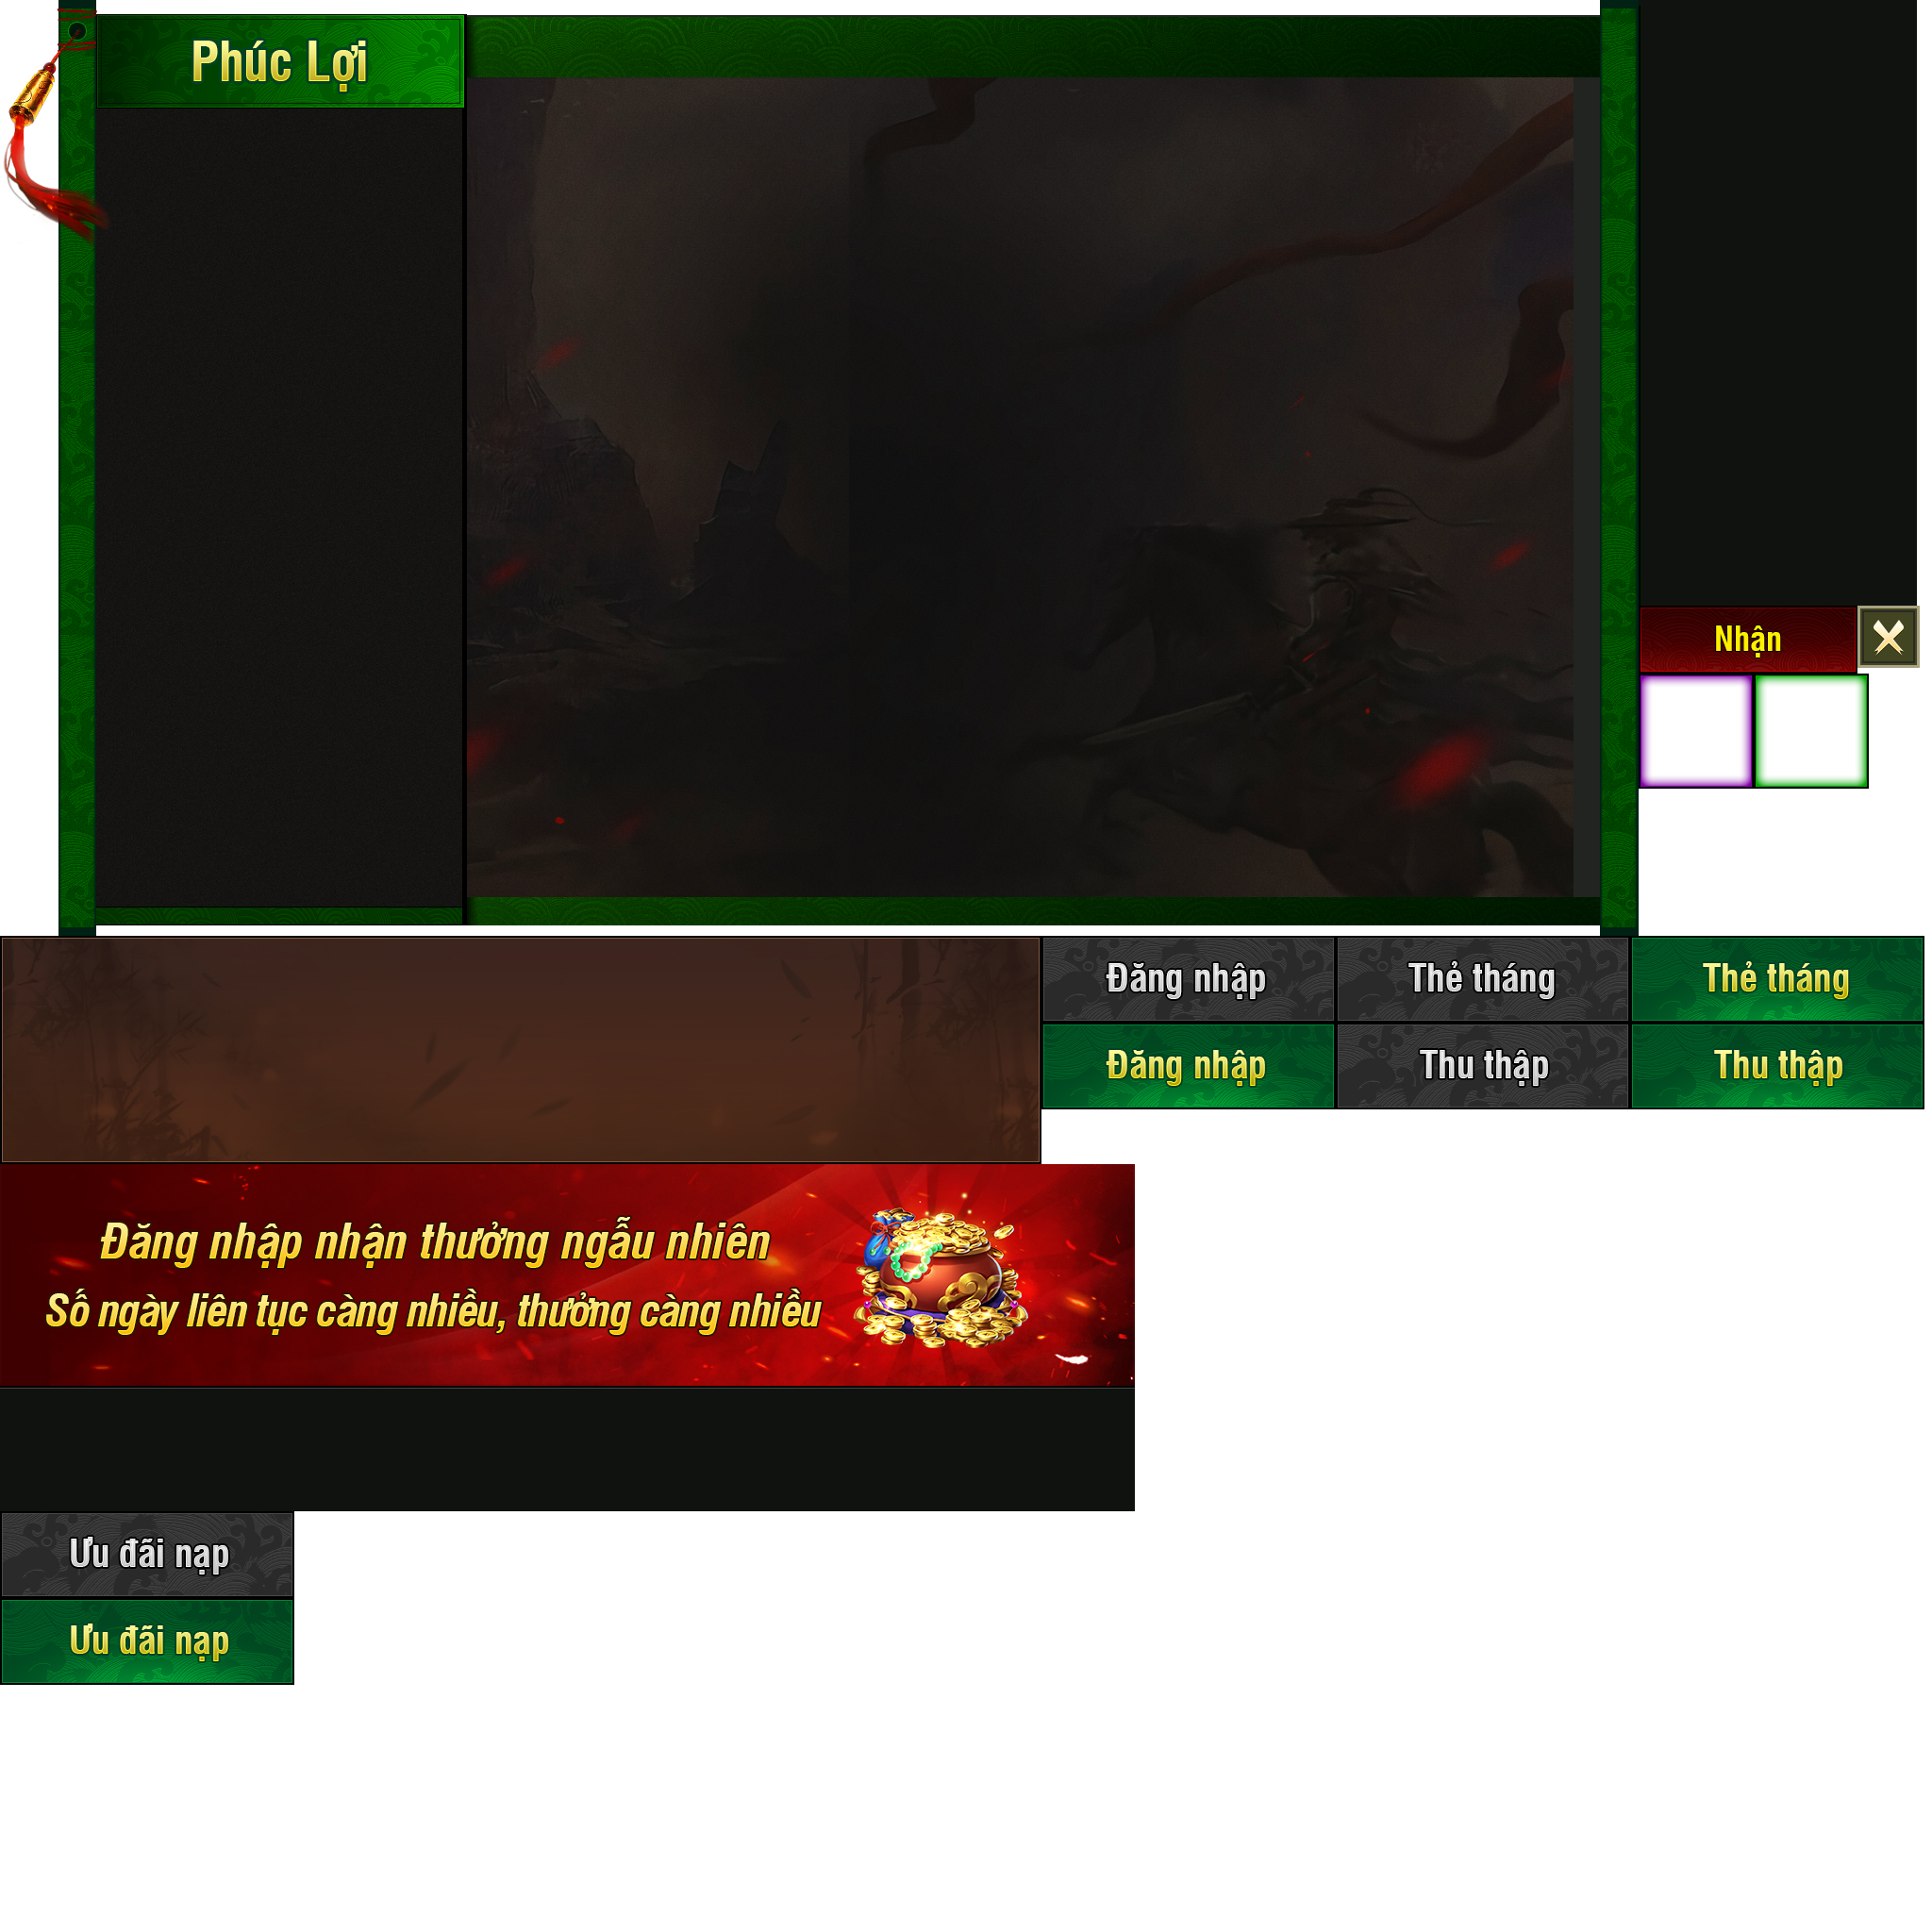 Phúc Lợi
Nhận
Đăng nhập
Thẻ tháng
Thẻ tháng
Đăng nhập
Thu thập
Thu thập
Đăng nhập nhận thưởng ngẫu nhiên
Số ngày liên tục càng nhiều, thưởng càng nhiều
Ưu đãi nạp
Ưu đãi nạp